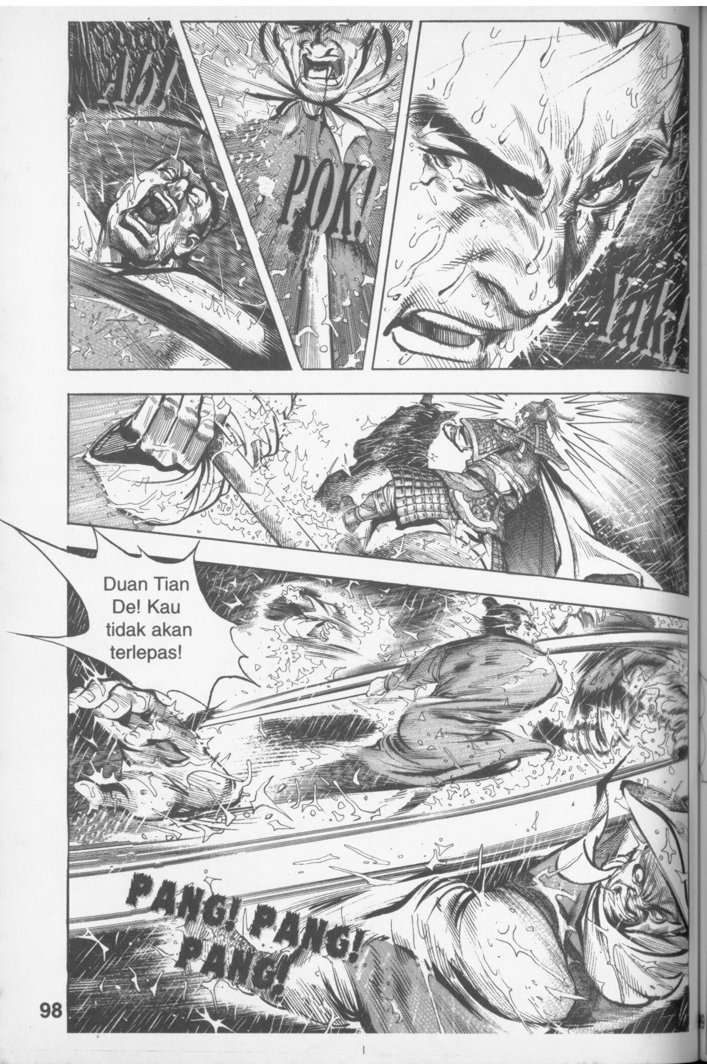 Ah!
POK!
Yak!
Duan Tian
De! Kau
tidak akan
terlepas!
PANG! PANG!
PANG!
98